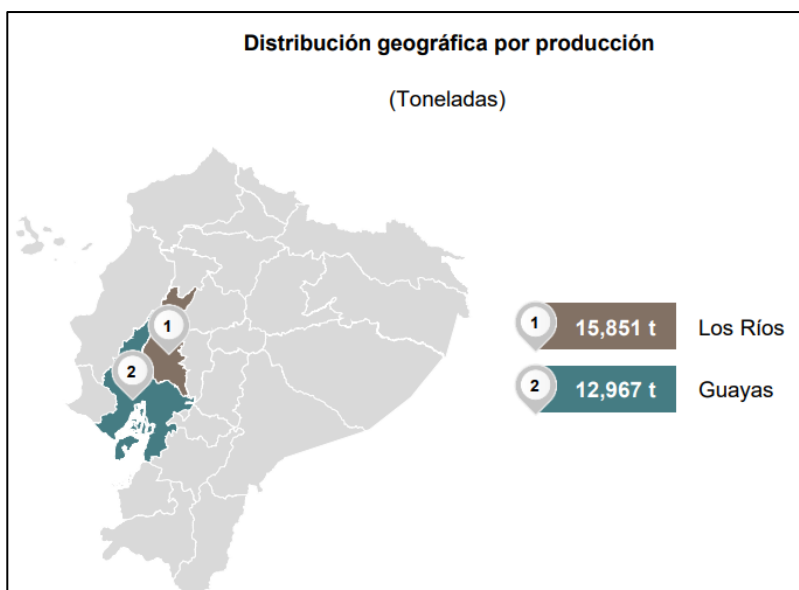 Distribución geográfica por producción
(Toneladas)
1
2
1 15,851 t Los Ríos
2 12,967 t Guayas